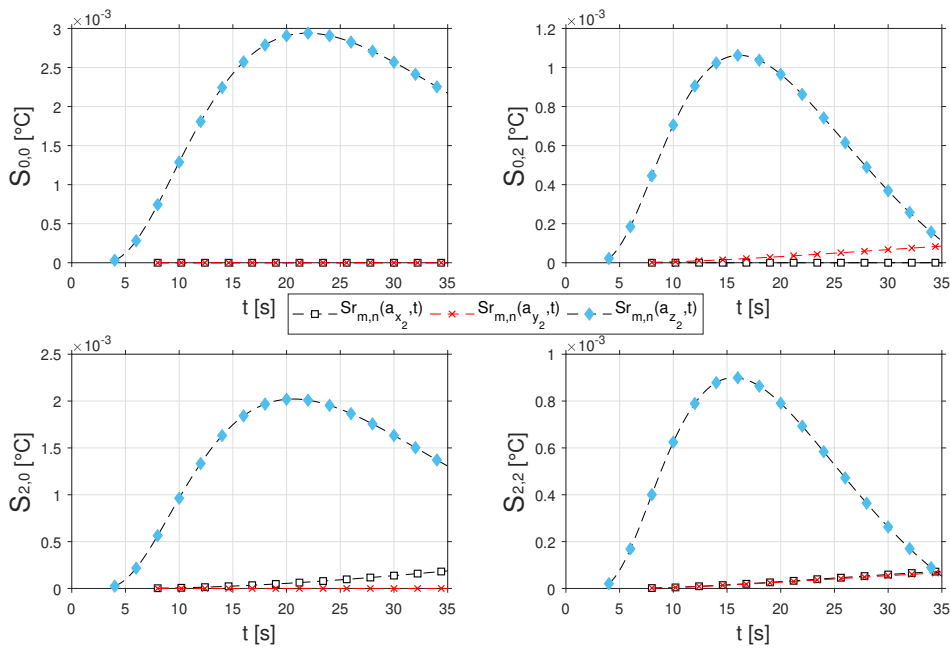 ×10⁻³
3
2.5
2
1.5
1
0.5
0
0 5 10 15 20 25 30 35
S0,0 [°C]
t [s]
×10⁻³
1.2
1
0.8
0.6
0.4
0.2
0
0 5 10 15 20 25 30 35
S0,2 [°C]
t [s]
Srm,n(ax2,t) Srm,n(ay2,t) Srm,n(az2,t)
×10⁻³
2.5
2
1.5
1
0.5
0
0 5 10 15 20 25 30 35
S2,0 [°C]
t [s]
×10⁻³
1
0.8
0.6
0.4
0.2
0
0 5 10 15 20 25 30 35
S2,2 [°C]
t [s]